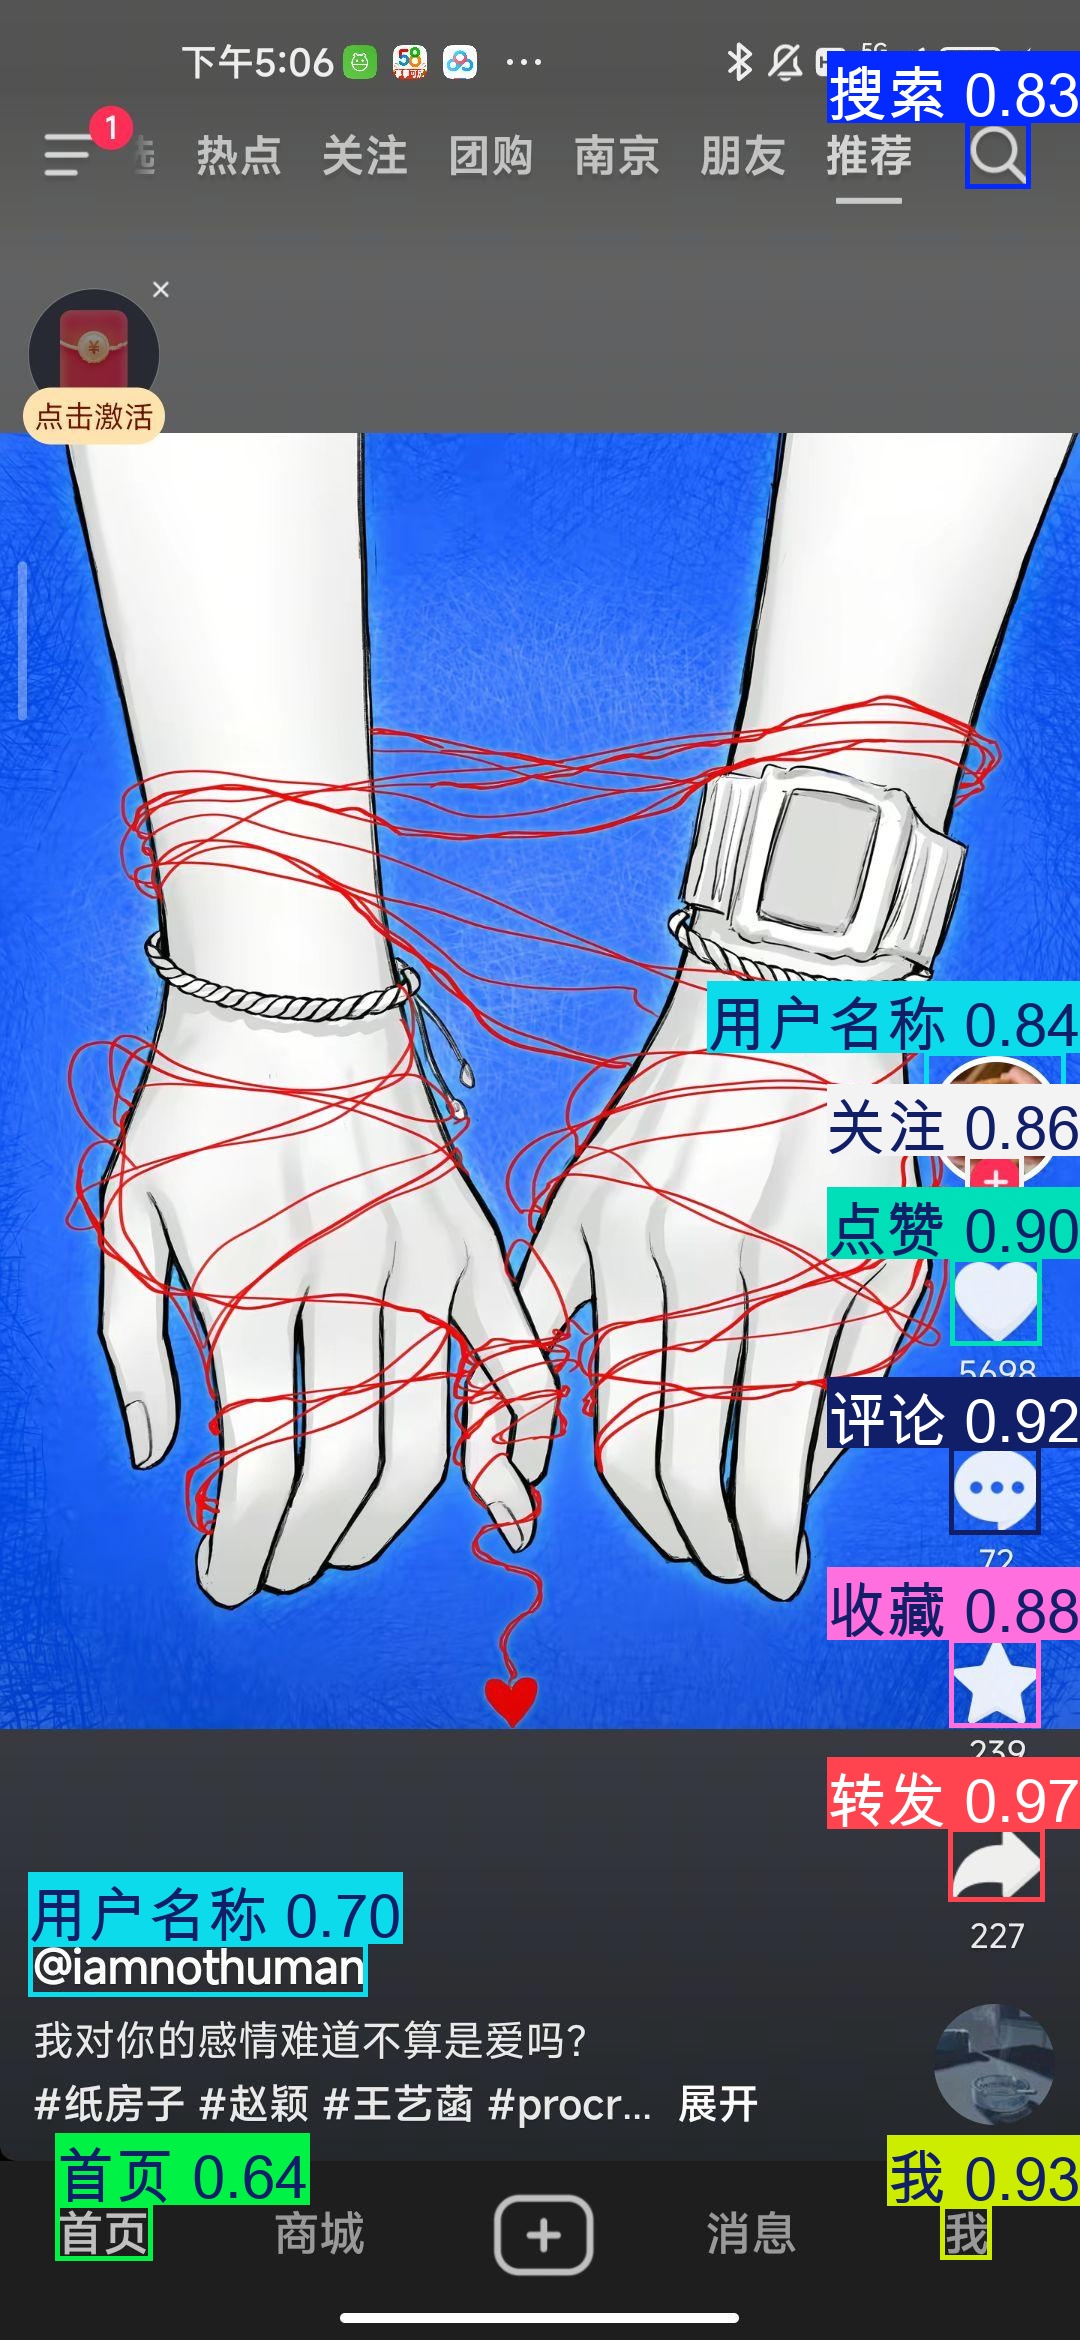 下午5:06
搜索 0.83
1
热点 关注 团购 南京 朋友 推荐
点击激活
用户名称 0.84
关注 0.86
点赞 0.90
5698
评论 0.92
72
收藏 0.88
239
转发 0.97
227
用户名称 0.70
@iamnothuman
我对你的感情难道不算是爱吗?
#纸房子 #赵颖 #王艺菡 #procr... 展开
首页 0.64
我 0.93
首页 商城 消息 我